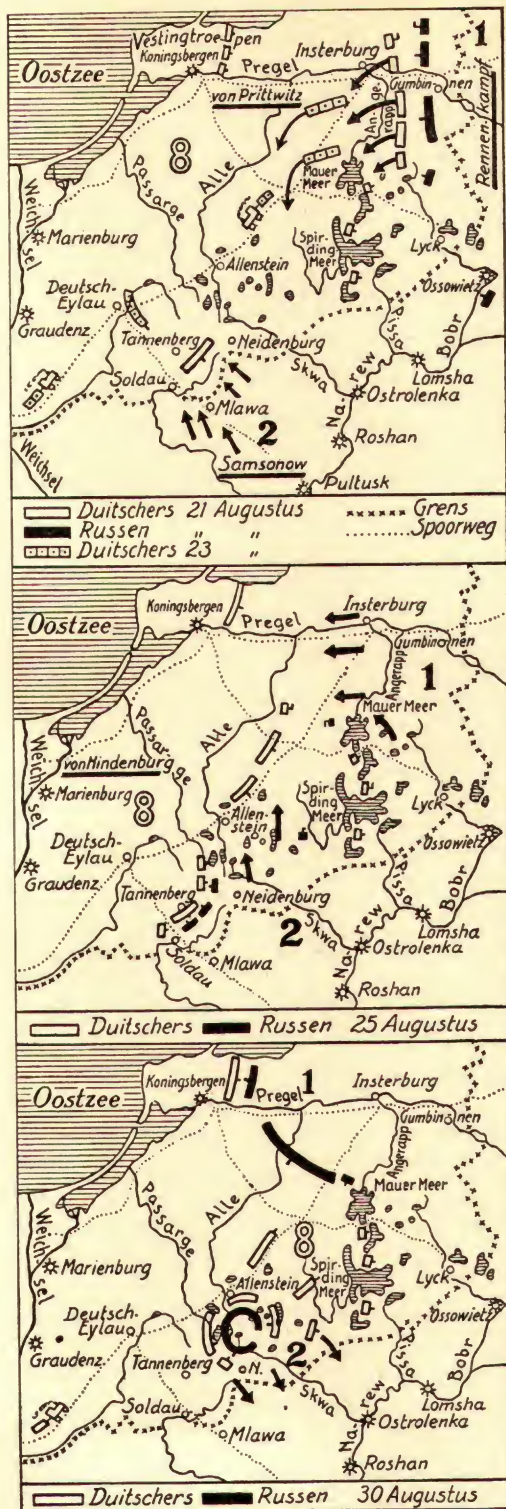 Vestingtroepen
Koningsbergen
Pregel
Insterburg
1
Oostzee
Gumbinnen
von Prittwitz
Angerapp
Rennenkampf
8
Alle
Passarge
Mauer Meer
Weichsel
Marienburg
Spirding Meer
Lyck
Allenstein
Ossowietz
Deutsch-Eylau
Graudenz
Tannenberg
Neidenburg
Pissa
Bobr
Soldau
Skwa
Lomsha
Mlawa
Ostrolenka
Narew
2
Roshan
Weichsel
Samsonow
Pultusk
Duitschers 21 Augustus
Grens
Russen " "
Spoorweg
Duitschers 23 "
Koningsbergen
Insterburg
Oostzee
Pregel
Gumbinnen
Angerapp
1
Alle
Mauer Meer
Passarge
Weichsel
von Hindenburg
Marienburg
8
Spirding Meer
Lyck
Allenstein
Deutsch-Eylau
Ossowietz
Graudenz
Tannenberg
Neidenburg
Pissa
Bobr
2
Skwa
Lomsha
Soldau
Mlawa
Narew
Ostrolenka
Roshan
Duitschers Russen 25 Augustus
1
Koningsbergen
Pregel
Insterburg
Oostzee
Gumbinnen
Angerapp
Alle
Mauer Meer
Passarge
Weichsel
8
Marienburg
Spirding Meer
Allenstein
Lyck
Deutsch-Eylau
Ossowietz
Graudenz
2
Tannenberg
N.
Pissa
Bobr
Skwa
Lomsha
Soldau
Ostrolenka
Mlawa
Narew
Roshan
Duitschers Russen 30 Augustus